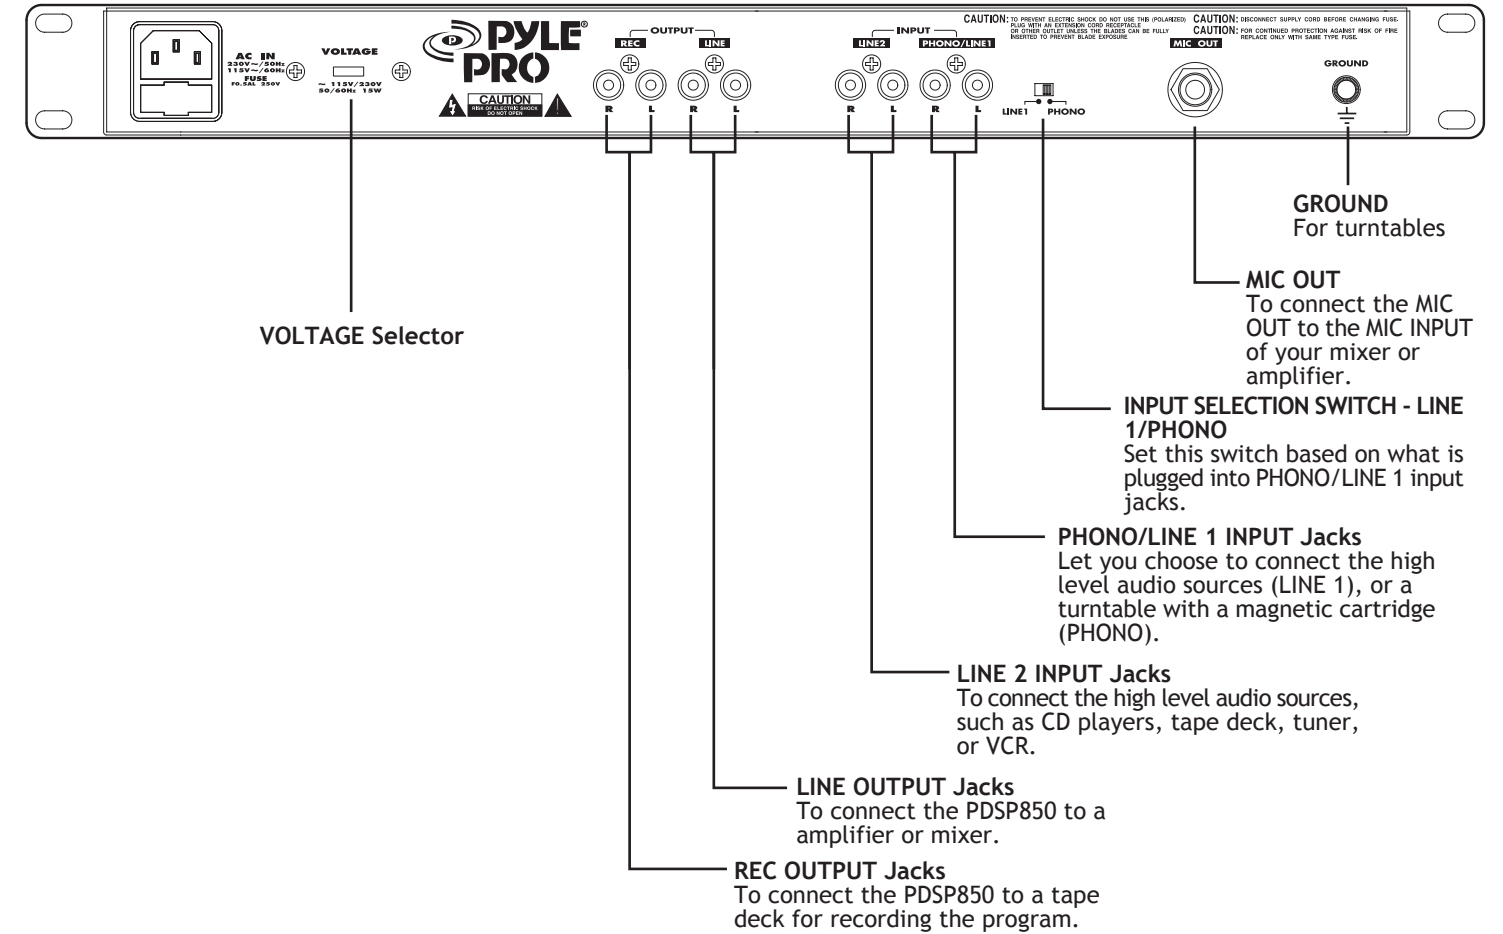 AC IN
230V~/50Hz
115V~/60Hz
FUSE
F0.5AL 250V
VOLTAGE
~ 115V/230V
50/60Hz 15W
P
PYLE®
PRO
CAUTION
RISK OF ELECTRIC SHOCK
DO NOT OPEN
OUTPUT
REC
LINE
R
L
R
L
INPUT
LINE2
PHONO/LINE1
R
L
R
L
CAUTION: TO PREVENT ELECTRIC SHOCK DO NOT USE THIS (POLARIZED)
PLUG WITH AN EXTENSION CORD RECEPTACLE
OR OTHER OUTLET UNLESS THE BLADES CAN BE FULLY
INSERTED TO PREVENT BLADE EXPOSURE
CAUTION: DISCONNECT SUPPLY CORD BEFORE CHANGING FUSE.
CAUTION: FOR CONTINUED PROTECTION AGAINST RISK OF FINE
REPLACE ONLY WITH SAME TYPE FUSE.
LINE1
PHONO
MIC OUT
GROUND
GROUND
For turntables
MIC OUT
To connect the MIC
OUT to the MIC INPUT
of your mixer or
amplifier.
VOLTAGE Selector
INPUT SELECTION SWITCH - LINE
1/PHONO
Set this switch based on what is
plugged into PHONO/LINE 1 input
jacks.
PHONO/LINE 1 INPUT Jacks
Let you choose to connect the high
level audio sources (LINE 1), or a
turntable with a magnetic cartridge
(PHONO).
LINE 2 INPUT Jacks
To connect the high level audio sources,
such as CD players, tape deck, tuner,
or VCR.
LINE OUTPUT Jacks
To connect the PDSP850 to a
amplifier or mixer.
REC OUTPUT Jacks
To connect the PDSP850 to a tape
deck for recording the program.